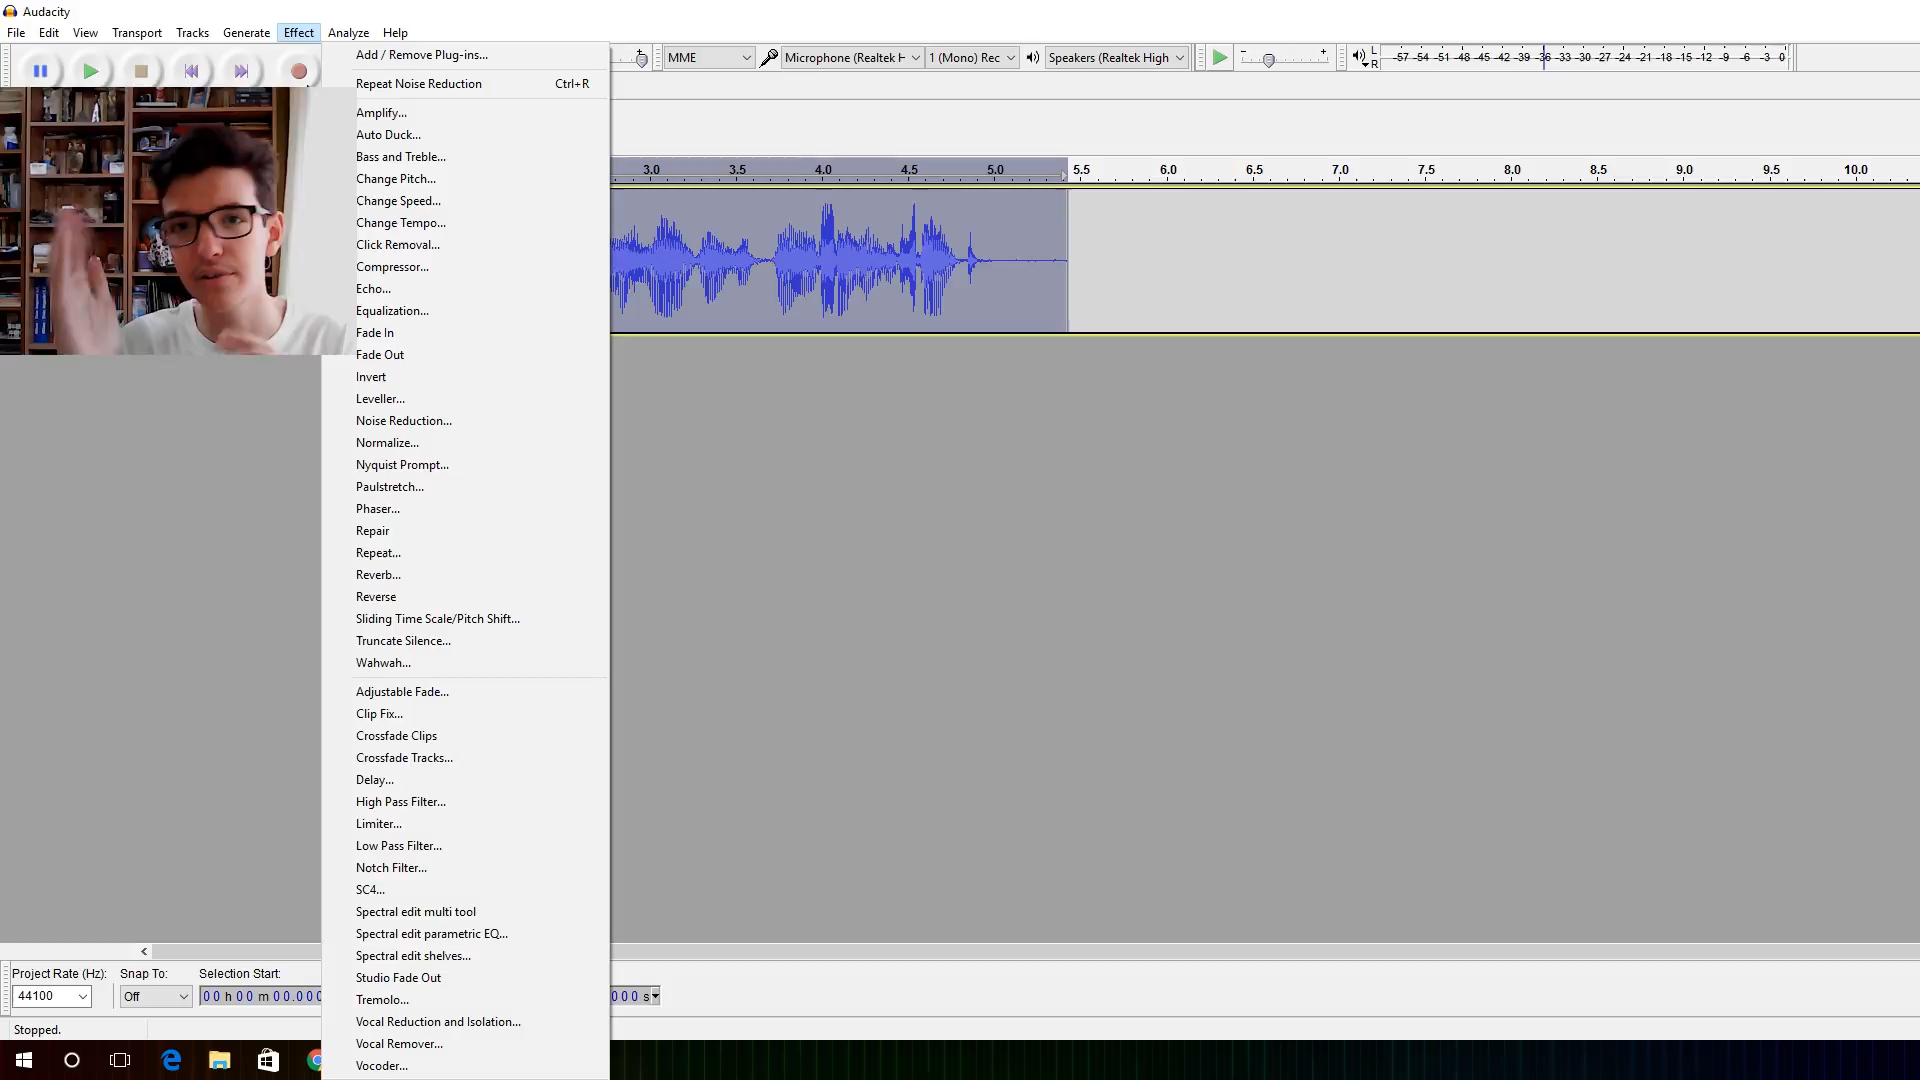 Audacity
File Edit View Transport Tracks Generate Effect Analyze Help
Add / Remove Plug-ins...
MME Microphone (Realtek H 1 (Mono) Rec Speakers (Realtek High - + L R -57 -54 -51 -48 -45 -42 -39 -36 -33 -30 -27 -24 -21 -18 -15 -12 -9 -6 -3 0
Repeat Noise Reduction Ctrl+R
Amplify...
Auto Duck...
Bass and Treble...
3.0 3.5 4.0 4.5 5.0 5.5 6.0 6.5 7.0 7.5 8.0 8.5 9.0 9.5 10.0
Change Pitch...
Change Speed...
Change Tempo...
Click Removal...
Compressor...
Echo...
Equalization...
Fade In
Fade Out
Invert
Leveller...
Noise Reduction...
Normalize...
Nyquist Prompt...
Paulstretch...
Phaser...
Repair
Repeat...
Reverb...
Reverse
Sliding Time Scale/Pitch Shift...
Truncate Silence...
Wahwah...
Adjustable Fade...
Clip Fix...
Crossfade Clips
Crossfade Tracks...
Delay...
High Pass Filter...
Limiter...
Low Pass Filter...
Notch Filter...
SC4...
Spectral edit multi tool
Spectral edit parametric EQ...
Spectral edit shelves...
Studio Fade Out
Tremolo...
Vocal Reduction and Isolation...
Vocal Remover...
Vocoder...
Project Rate (Hz): Snap To: Selection Start:
44100 Off 00 h 00 m 00.000 000 s
Stopped.